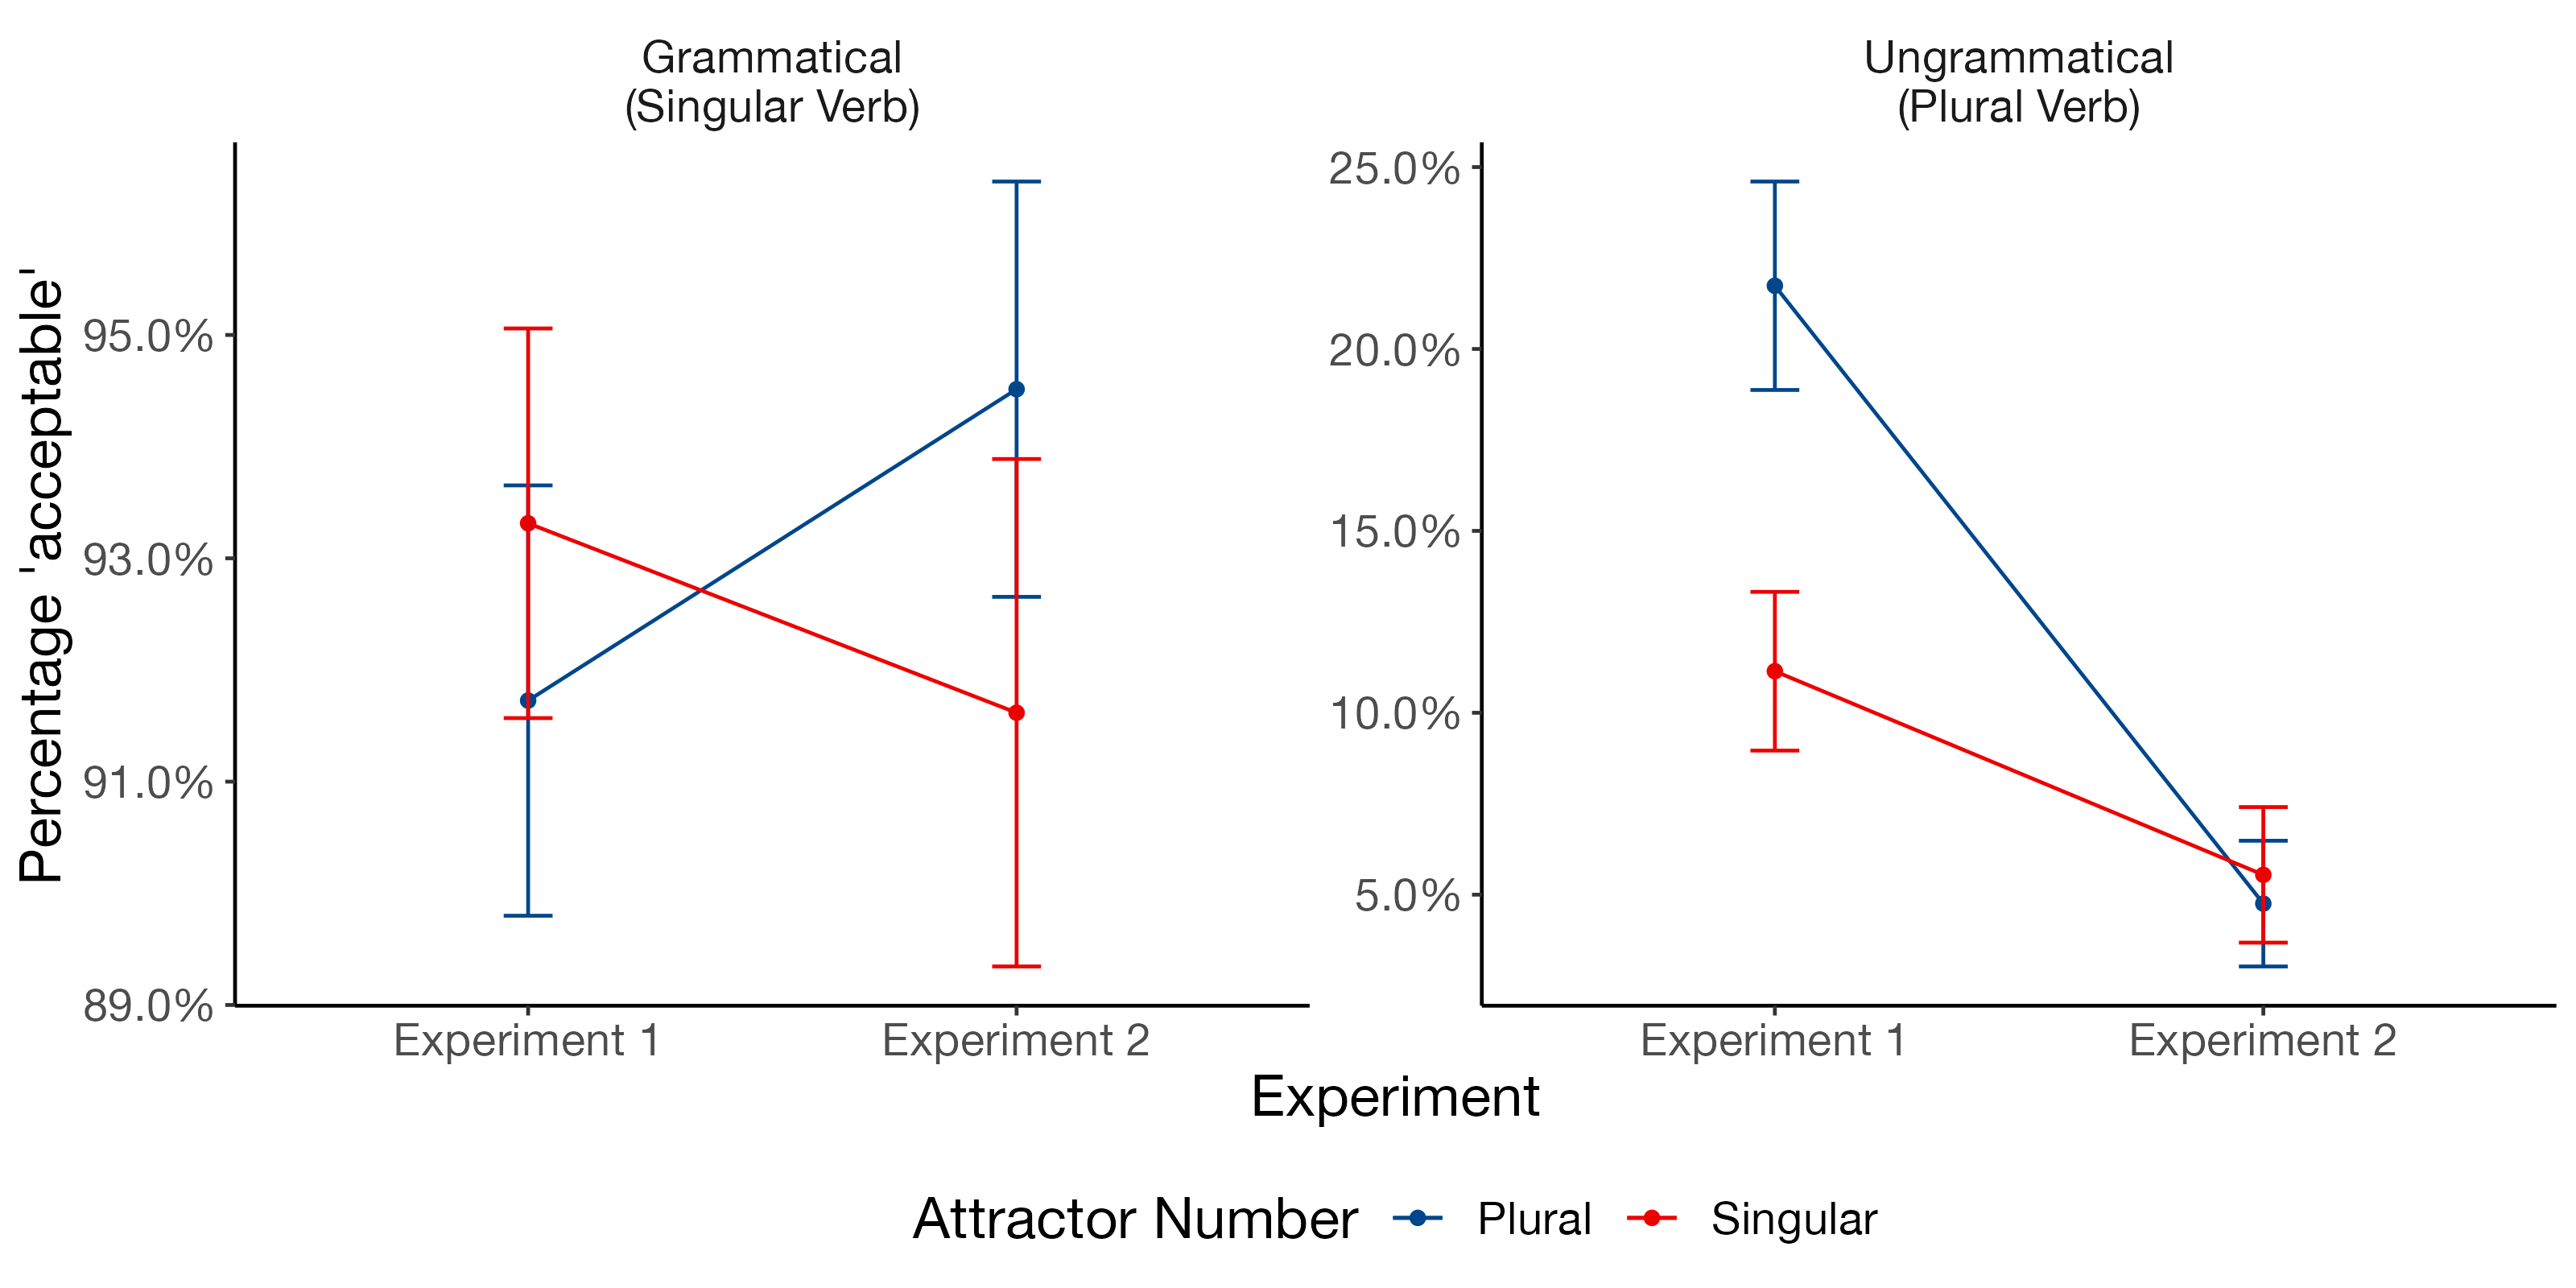 Grammatical
(Singular Verb)
Ungrammatical
(Plural Verb)
Percentage 'acceptable'
95.0%
93.0%
91.0%
89.0%
25.0%
20.0%
15.0%
10.0%
5.0%
Experiment 1
Experiment 2
Experiment 1
Experiment 2
Experiment
Attractor Number Plural Singular